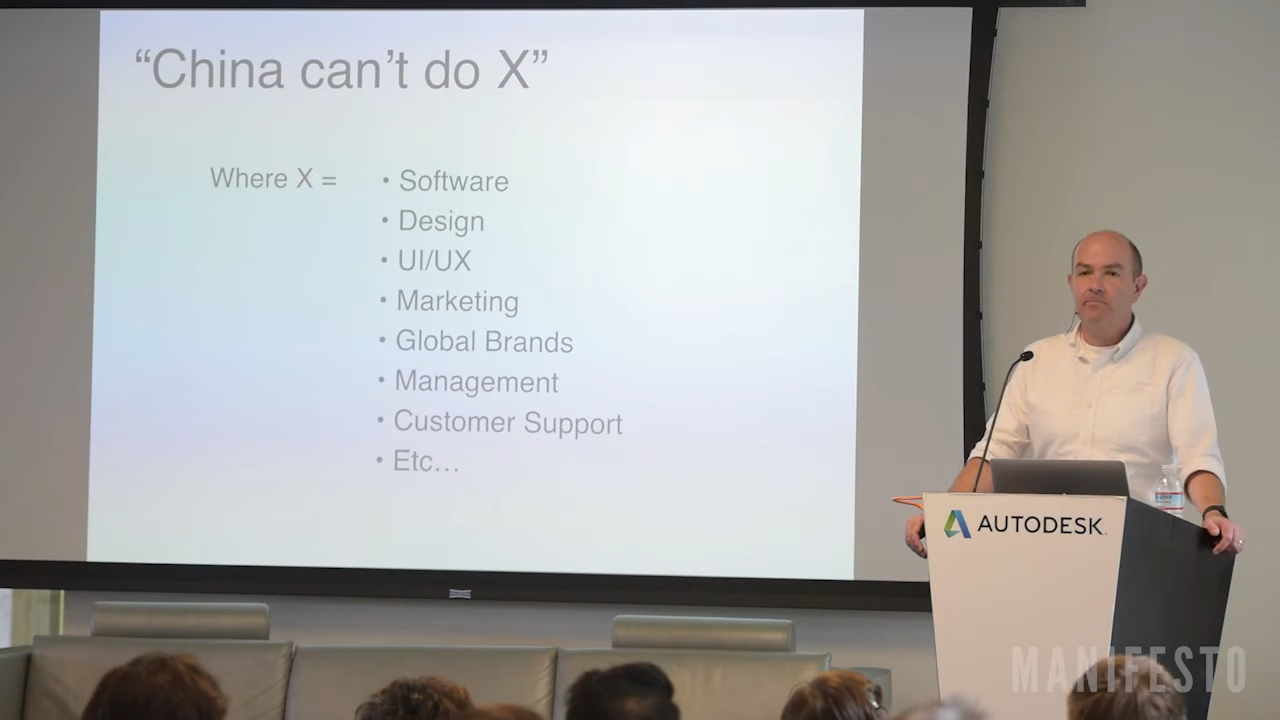 “China can’t do X”
Where X =
• Software
• Design
• UI/UX
• Marketing
• Global Brands
• Management
• Customer Support
• Etc…
AUTODESK
MANIFESTO